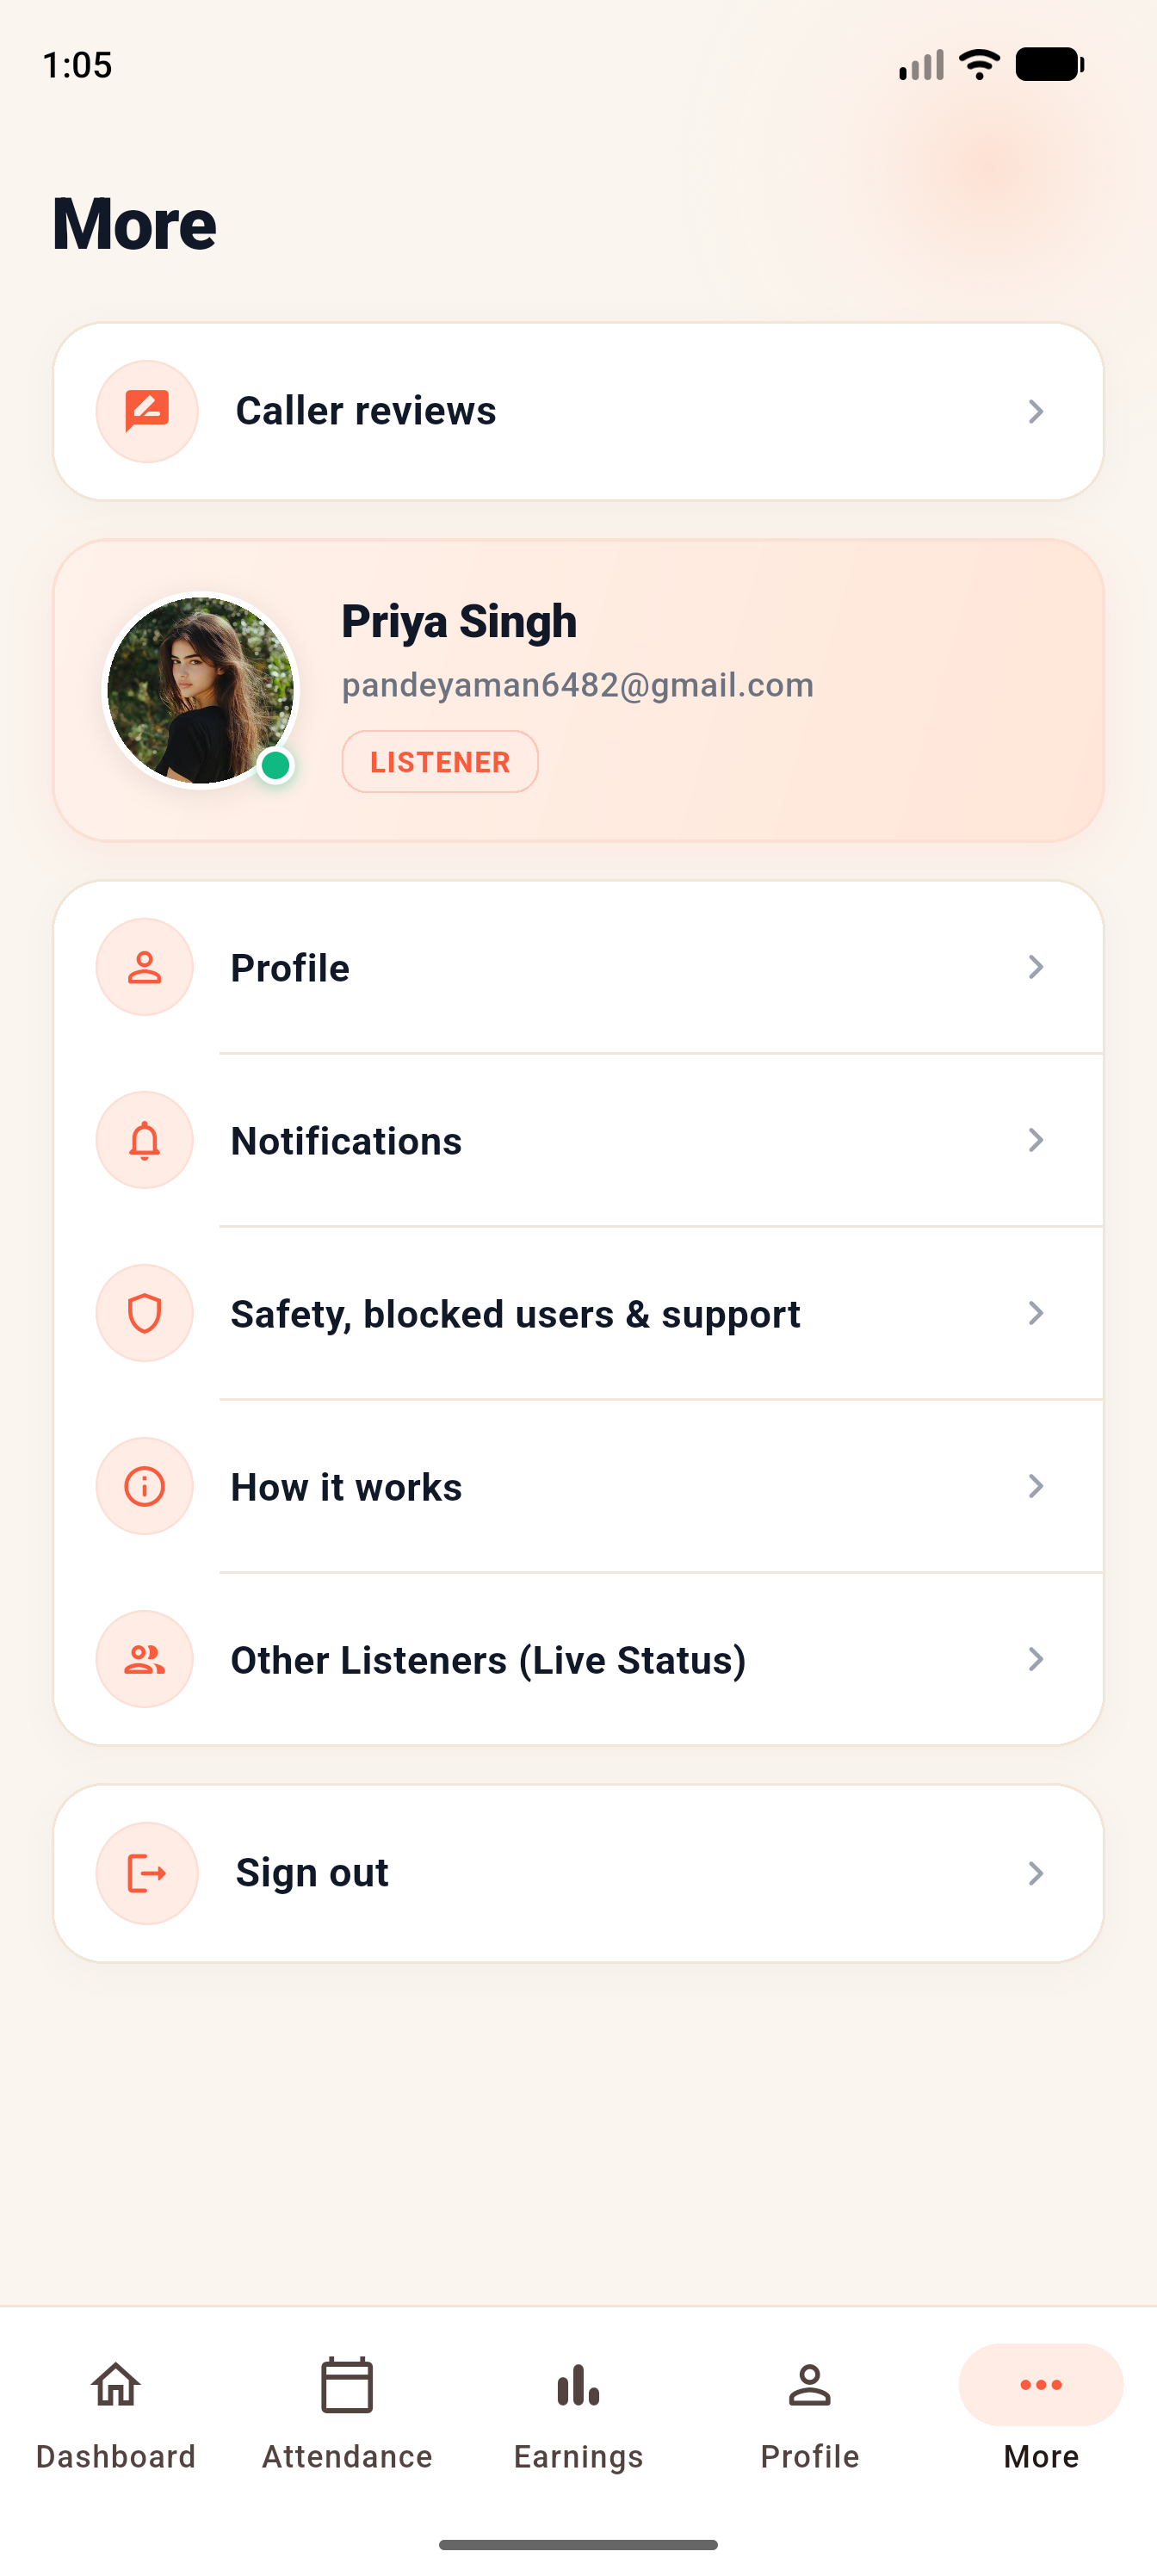 1:05
More
Caller reviews
Priya Singh
pandeyaman6482@gmail.com
LISTENER
Profile
Notifications
Safety, blocked users & support
How it works
Other Listeners (Live Status)
Sign out
Dashboard
Attendance
Earnings
Profile
More